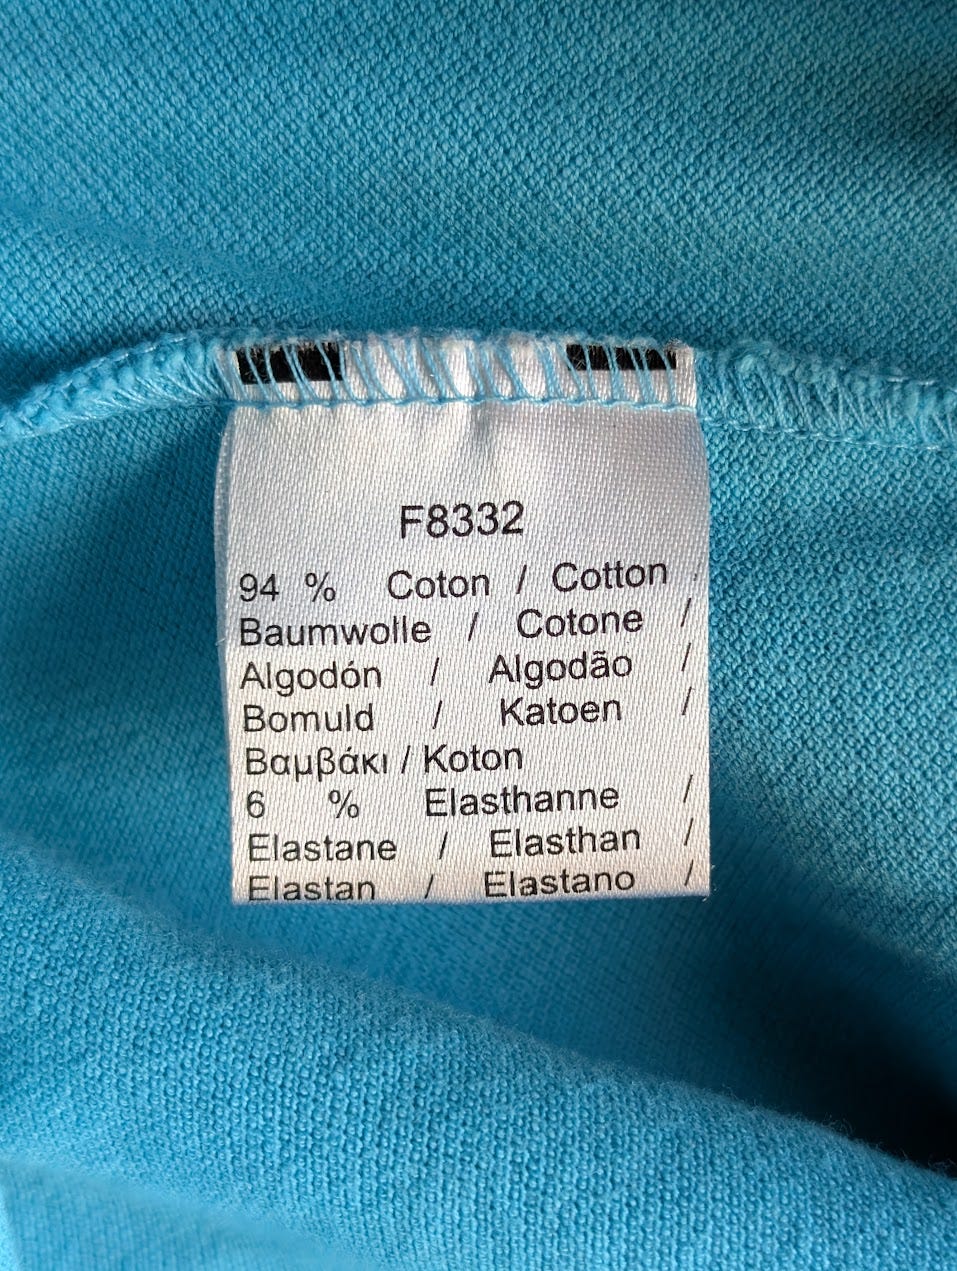 F8332
94 % Coton / Cotton /
Baumwolle / Cotone /
Algodón / Algodão /
Bomuld / Katoen /
Βαμβάκι / Koton
6 % Elasthanne /
Elastane / Elasthan /
Elastan / Elastano /